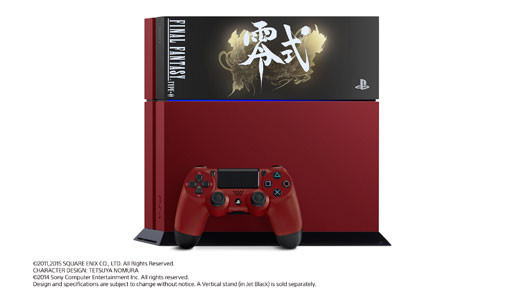 FINAL FANTASY TYPE-0
零式
©2011,2015 SQUARE ENIX CO., LTD. All Rights Reserved.
CHARACTER DESIGN: TETSUYA NOMURA
©2014 Sony Computer Entertainment Inc. All rights reserved.
Design and specifications are subject to change without notice. A Vertical stand (in Jet Black) is sold separately.